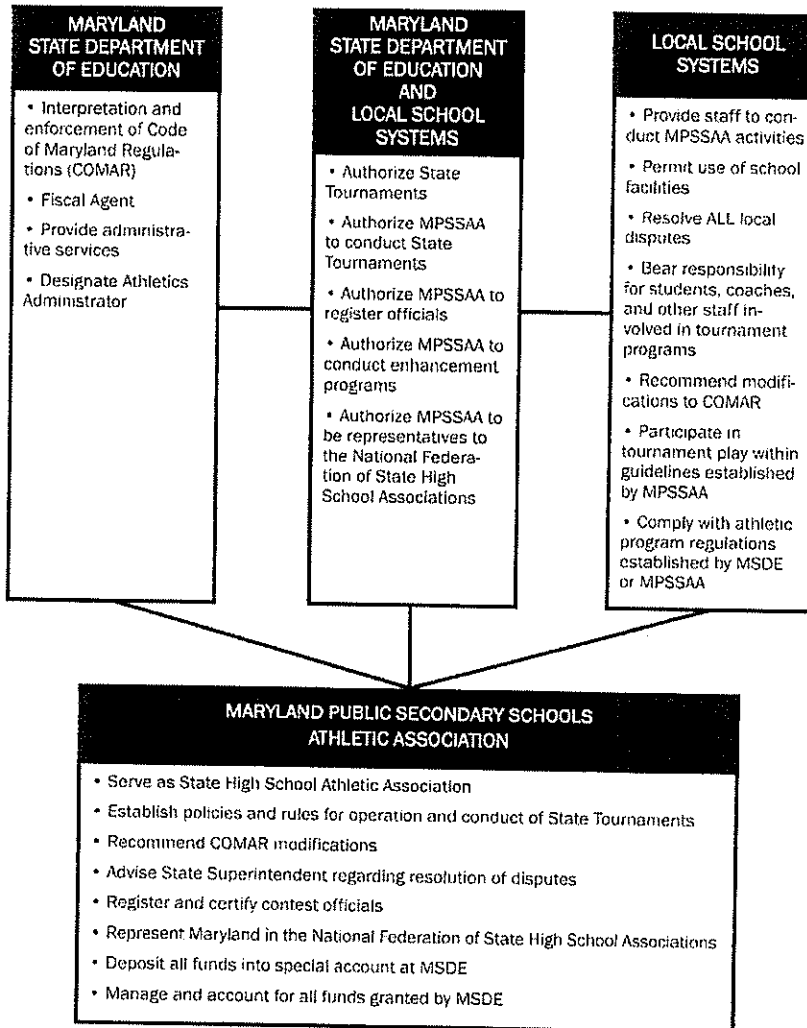 MARYLAND
STATE DEPARTMENT
OF EDUCATION
• Interpretation and
enforcement of Code
of Maryland Regula-
tions (COMAR)
• Fiscal Agent
• Provide administra-
tive services
• Designate Athletics
Administrator
MARYLAND
STATE DEPARTMENT
OF EDUCATION
AND
LOCAL SCHOOL
SYSTEMS
• Authorize State
Tournaments
• Authorize MPSSAA
to conduct State
Tournaments
• Authorize MPSSAA to
register officials
• Authorize MPSSAA to
conduct enhancement
programs
• Authorize MPSSAA to
be representatives to
the National Federa-
tion of State High
School Associations
LOCAL SCHOOL
SYSTEMS
• Provide staff to con-
duct MPSSAA activities
• Permit use of school
facilities
• Resolve ALL local
disputes
• Bear responsibility
for students, coaches,
and other staff in-
volved in tournament
programs
• Recommend modifi-
cations to COMAR
• Participate in
tournament play within
guidelines established
by MPSSAA
• Comply with athletic
program regulations
established by MSDE
or MPSSAA
MARYLAND PUBLIC SECONDARY SCHOOLS
ATHLETIC ASSOCIATION
• Serve as State High School Athletic Association
• Establish policies and rules for operation and conduct of State Tournaments
• Recommend COMAR modifications
• Advise State Superintendent regarding resolution of disputes
• Register and certify contest officials
• Represent Maryland in the National Federation of State High School Associations
• Deposit all funds into special account at MSDE
• Manage and account for all funds granted by MSDE